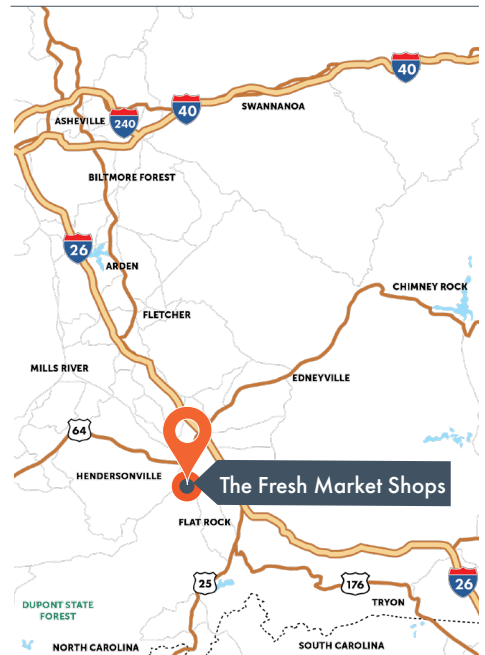 40
40
SWANNANOA
ASHEVILLE
240
BILTMORE FOREST
26
ARDEN
CHIMNEY ROCK
FLETCHER
MILLS RIVER
EDNEYVILLE
64
HENDERSONVILLE
The Fresh Market Shops
FLAT ROCK
25
176
26
DUPONT STATE
FOREST
TRYON
NORTH CAROLINA
SOUTH CAROLINA